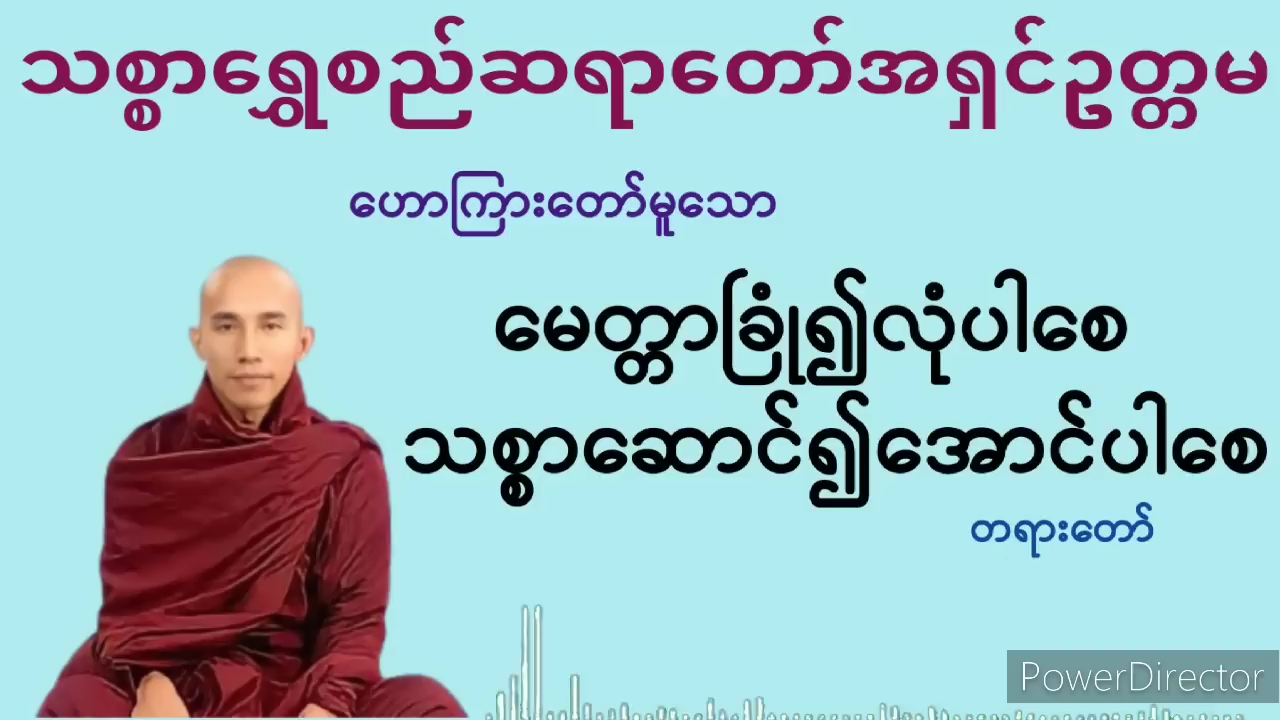 သစ္စာရွှေစည်ဆရာတော်အရှင်ဥတ္တမ
ဟောကြားတော်မူသော
မေတ္တာခြုံ၍လုံပါစေ
သစ္စာဆောင်၍အောင်ပါစေ
တရားတော်
PowerDirector